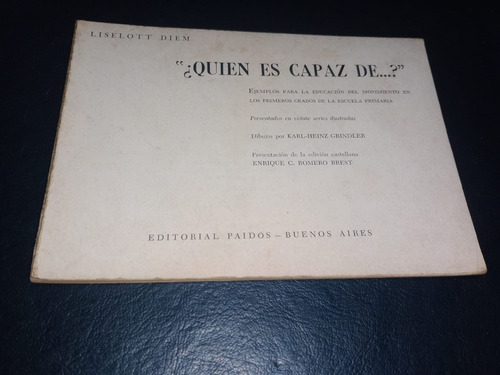 LISELOTT DIEM
"¿QUIEN ES CAPAZ DE...?"
EJEMPLOS PARA LA EDUCACIÓN DEL MOVIMIENTO EN
LOS PRIMEROS GRADOS DE LA ESCUELA PRIMARIA
Presentados en veinte series ilustradas
Dibujos por KARL-HEINZ GRINDLER
Presentación de la edición castellana
ENRIQUE C. ROMERO BREST
EDITORIAL PAIDOS – BUENOS AIRES